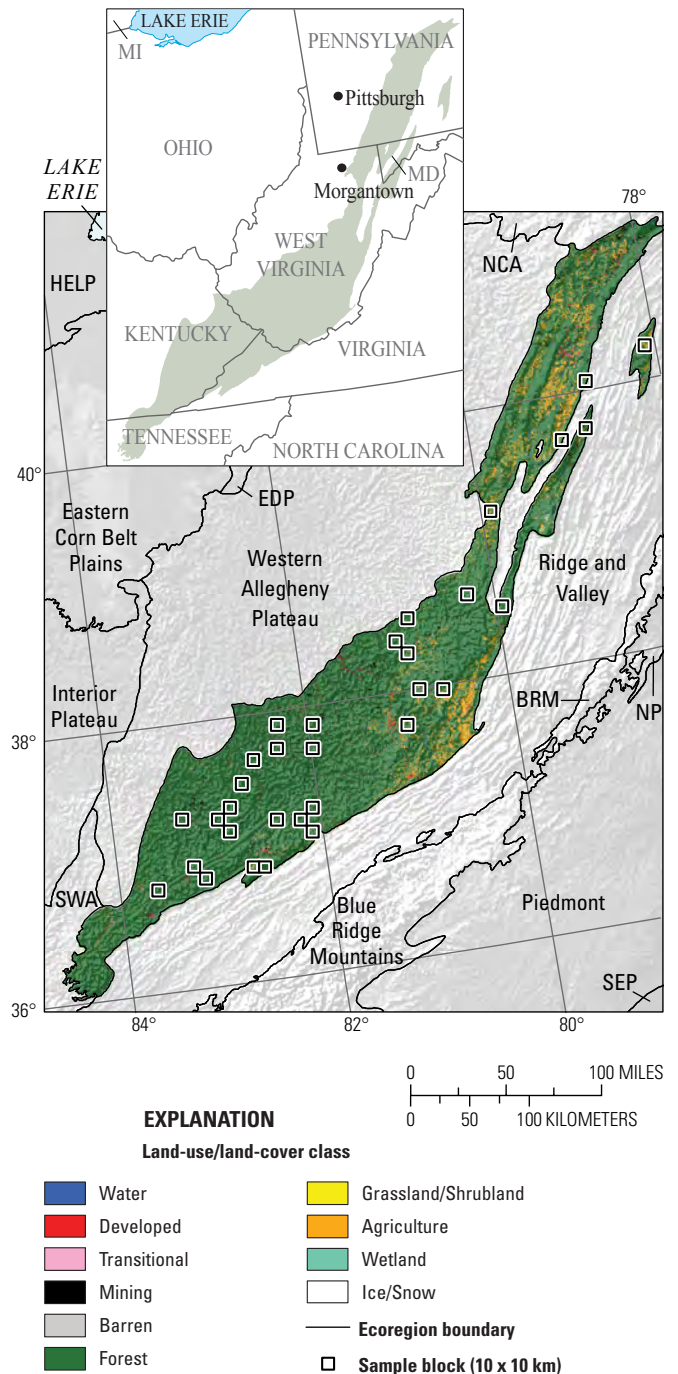 LAKE ERIE
MI
PENNSYLVANIA
Pittsburgh
OHIO
MD
Morgantown
WEST
VIRGINIA
KENTUCKY
VIRGINIA
TENNESSEE
NORTH CAROLINA
LAKE
ERIE
78°
HELP
NCA
40°
EDP
Eastern
Corn Belt
Plains
Western
Allegheny
Plateau
Ridge and
Valley
Interior
Plateau
38°
BRM
NP
SWA
Blue
Ridge
Mountains
Piedmont
SEP
36°
84°
82°
80°
0 50 100 MILES
0 50 100 KILOMETERS
EXPLANATION
Land-use/land-cover class
Water
Developed
Transitional
Mining
Barren
Forest
Grassland/Shrubland
Agriculture
Wetland
Ice/Snow
Ecoregion boundary
Sample block (10 x 10 km)